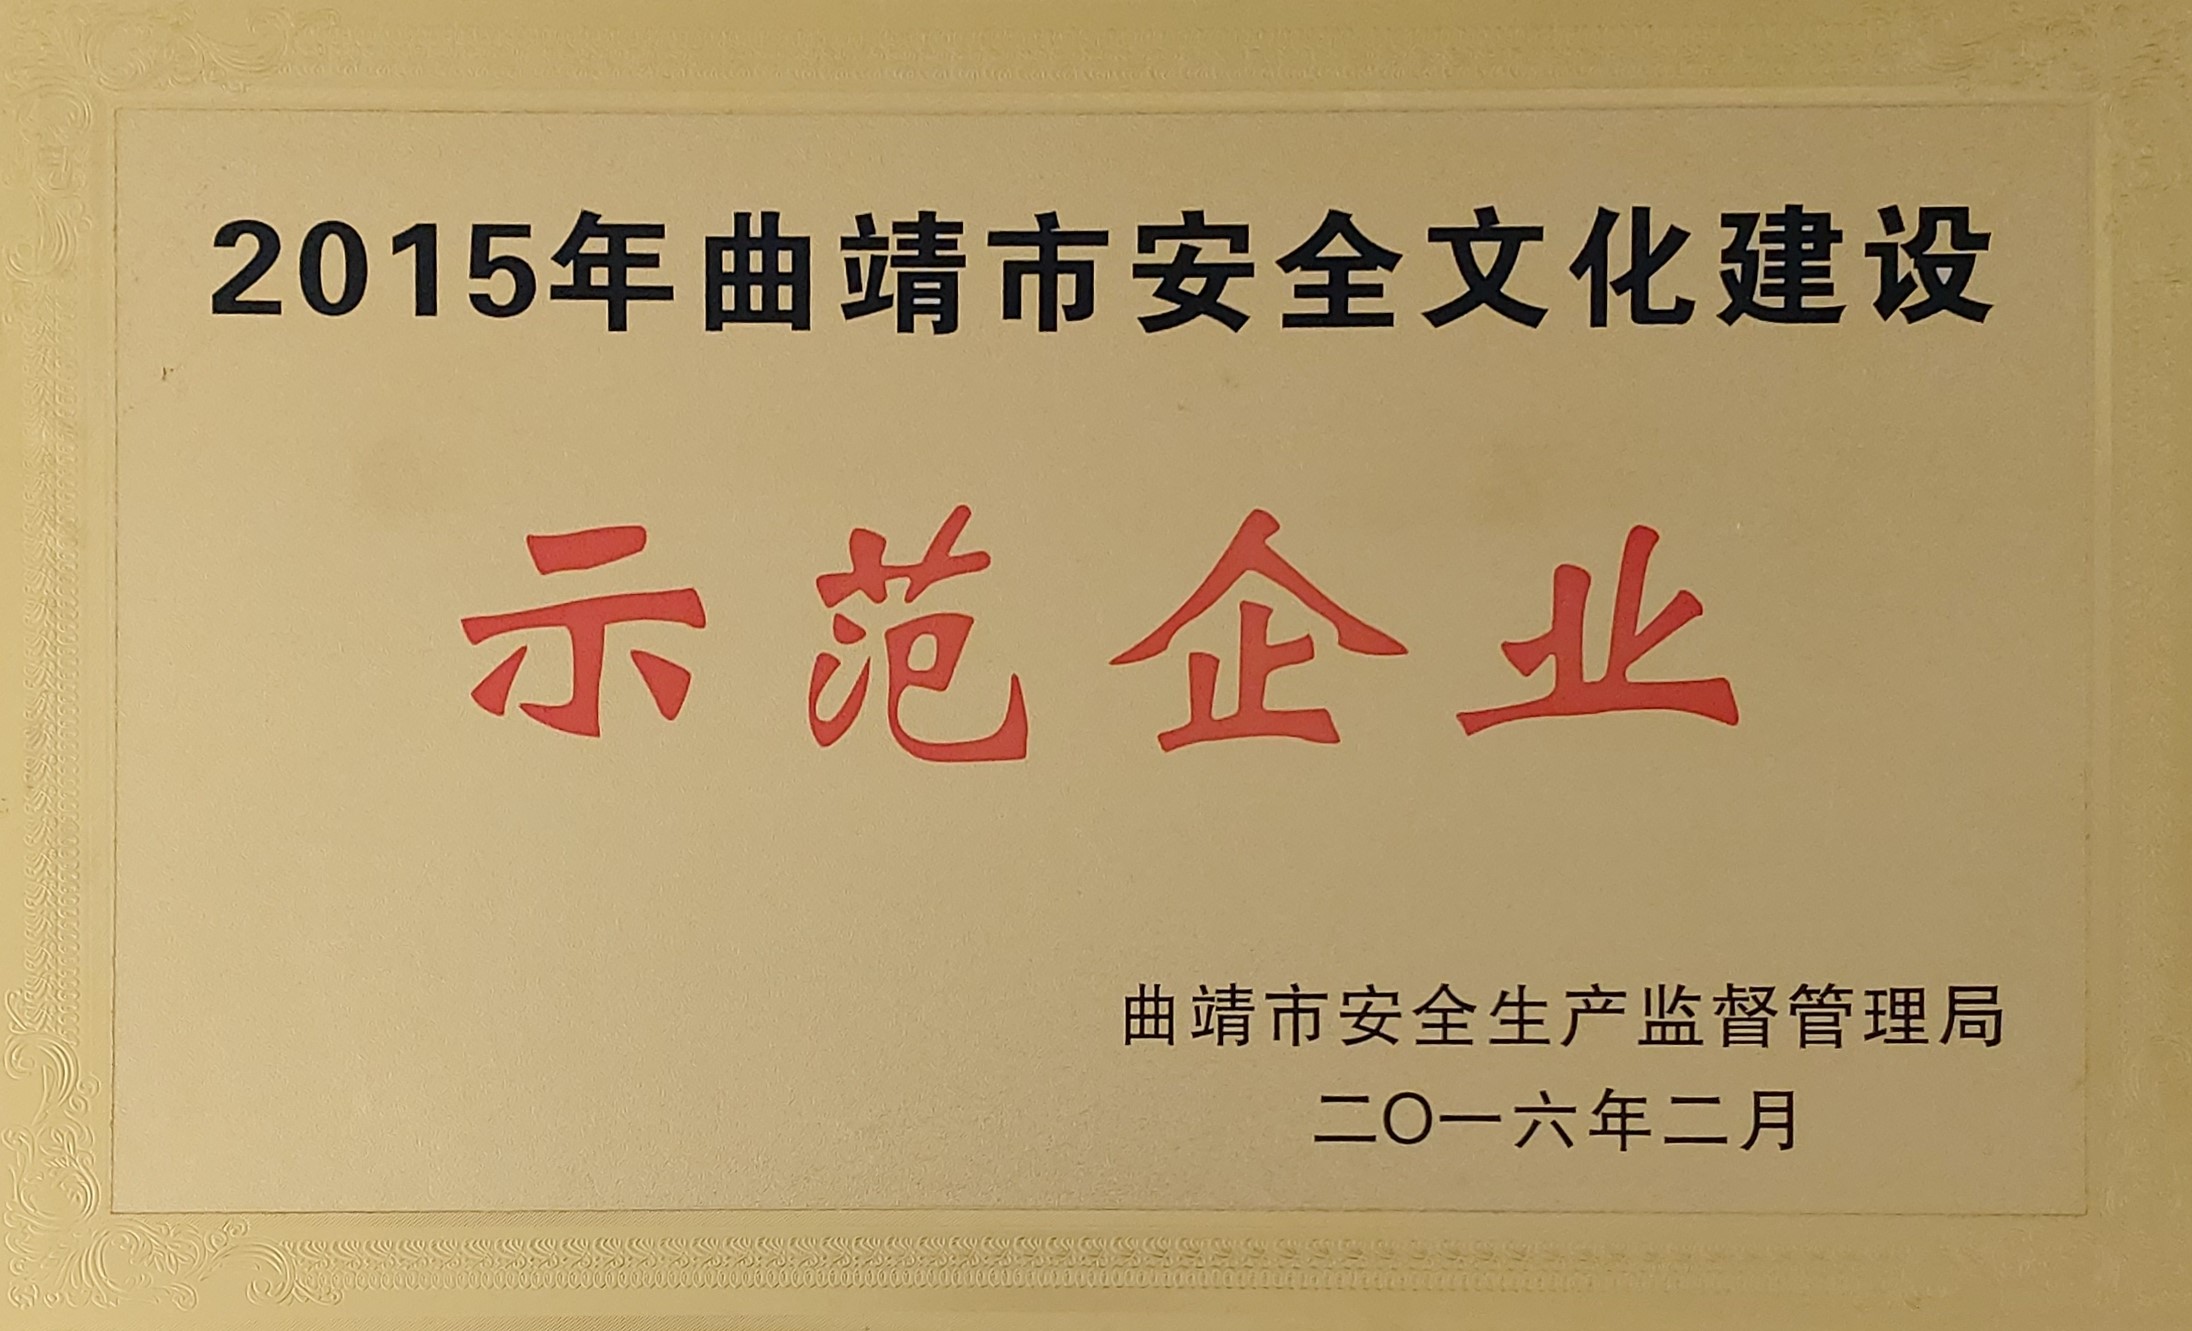 2015年曲靖市安全文化建设
示范企业
曲靖市安全生产监督管理局
二〇一六年二月